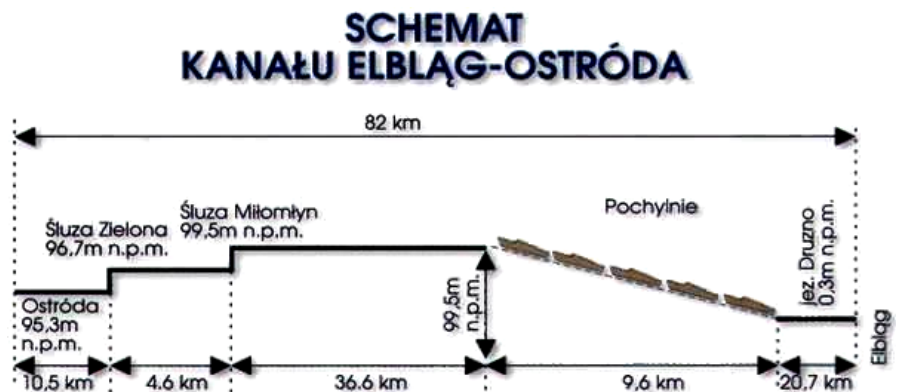 SCHEMAT
KANAŁU ELBLĄG-OSTRÓDA
82 km
Śluza Zielona
96,7m n.p.m.
Śluza Miłomłyn
99,5m n.p.m.
Pochylnie
jez. Druzno
0,3m n.p.m.
Ostróda
95,3m
n.p.m.
99,5m
n.p.m.
Elbląg
10,5 km
4.6 km
36.6 km
9,6 km
20,7 km